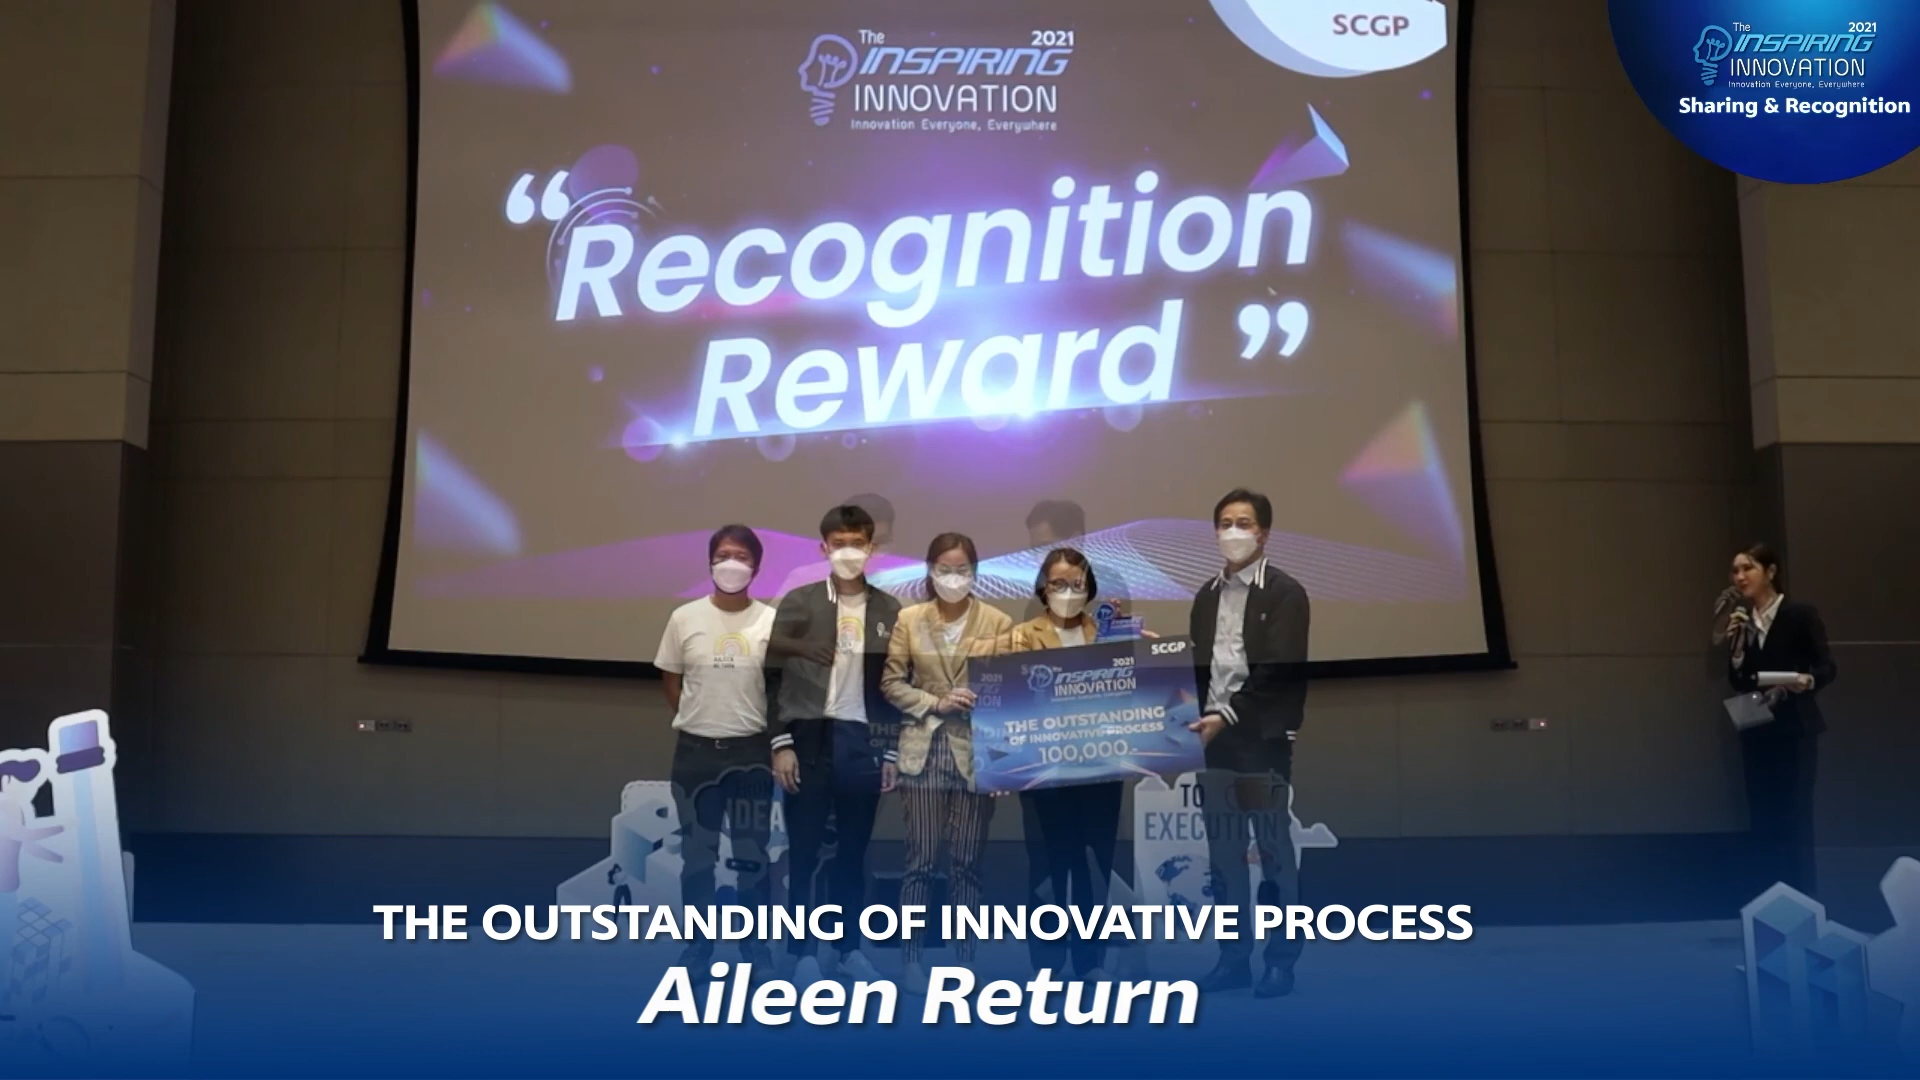 The 2021
INSPIRING
INNOVATION
Innovation Everyone, Everywhere
SCGP
The 2021
INSPIRING
INNOVATION
Innovation Everyone, Everywhere
Sharing & Recognition
“Recognition
Reward”
SCGP
The 2021
INSPIRING
INNOVATION
THE OUTSTANDING
OF INNOVATIVE PROCESS
100,000.-
IDEA
TO
EXECUTION
THE OUTSTANDING OF INNOVATIVE PROCESS
Aileen Return